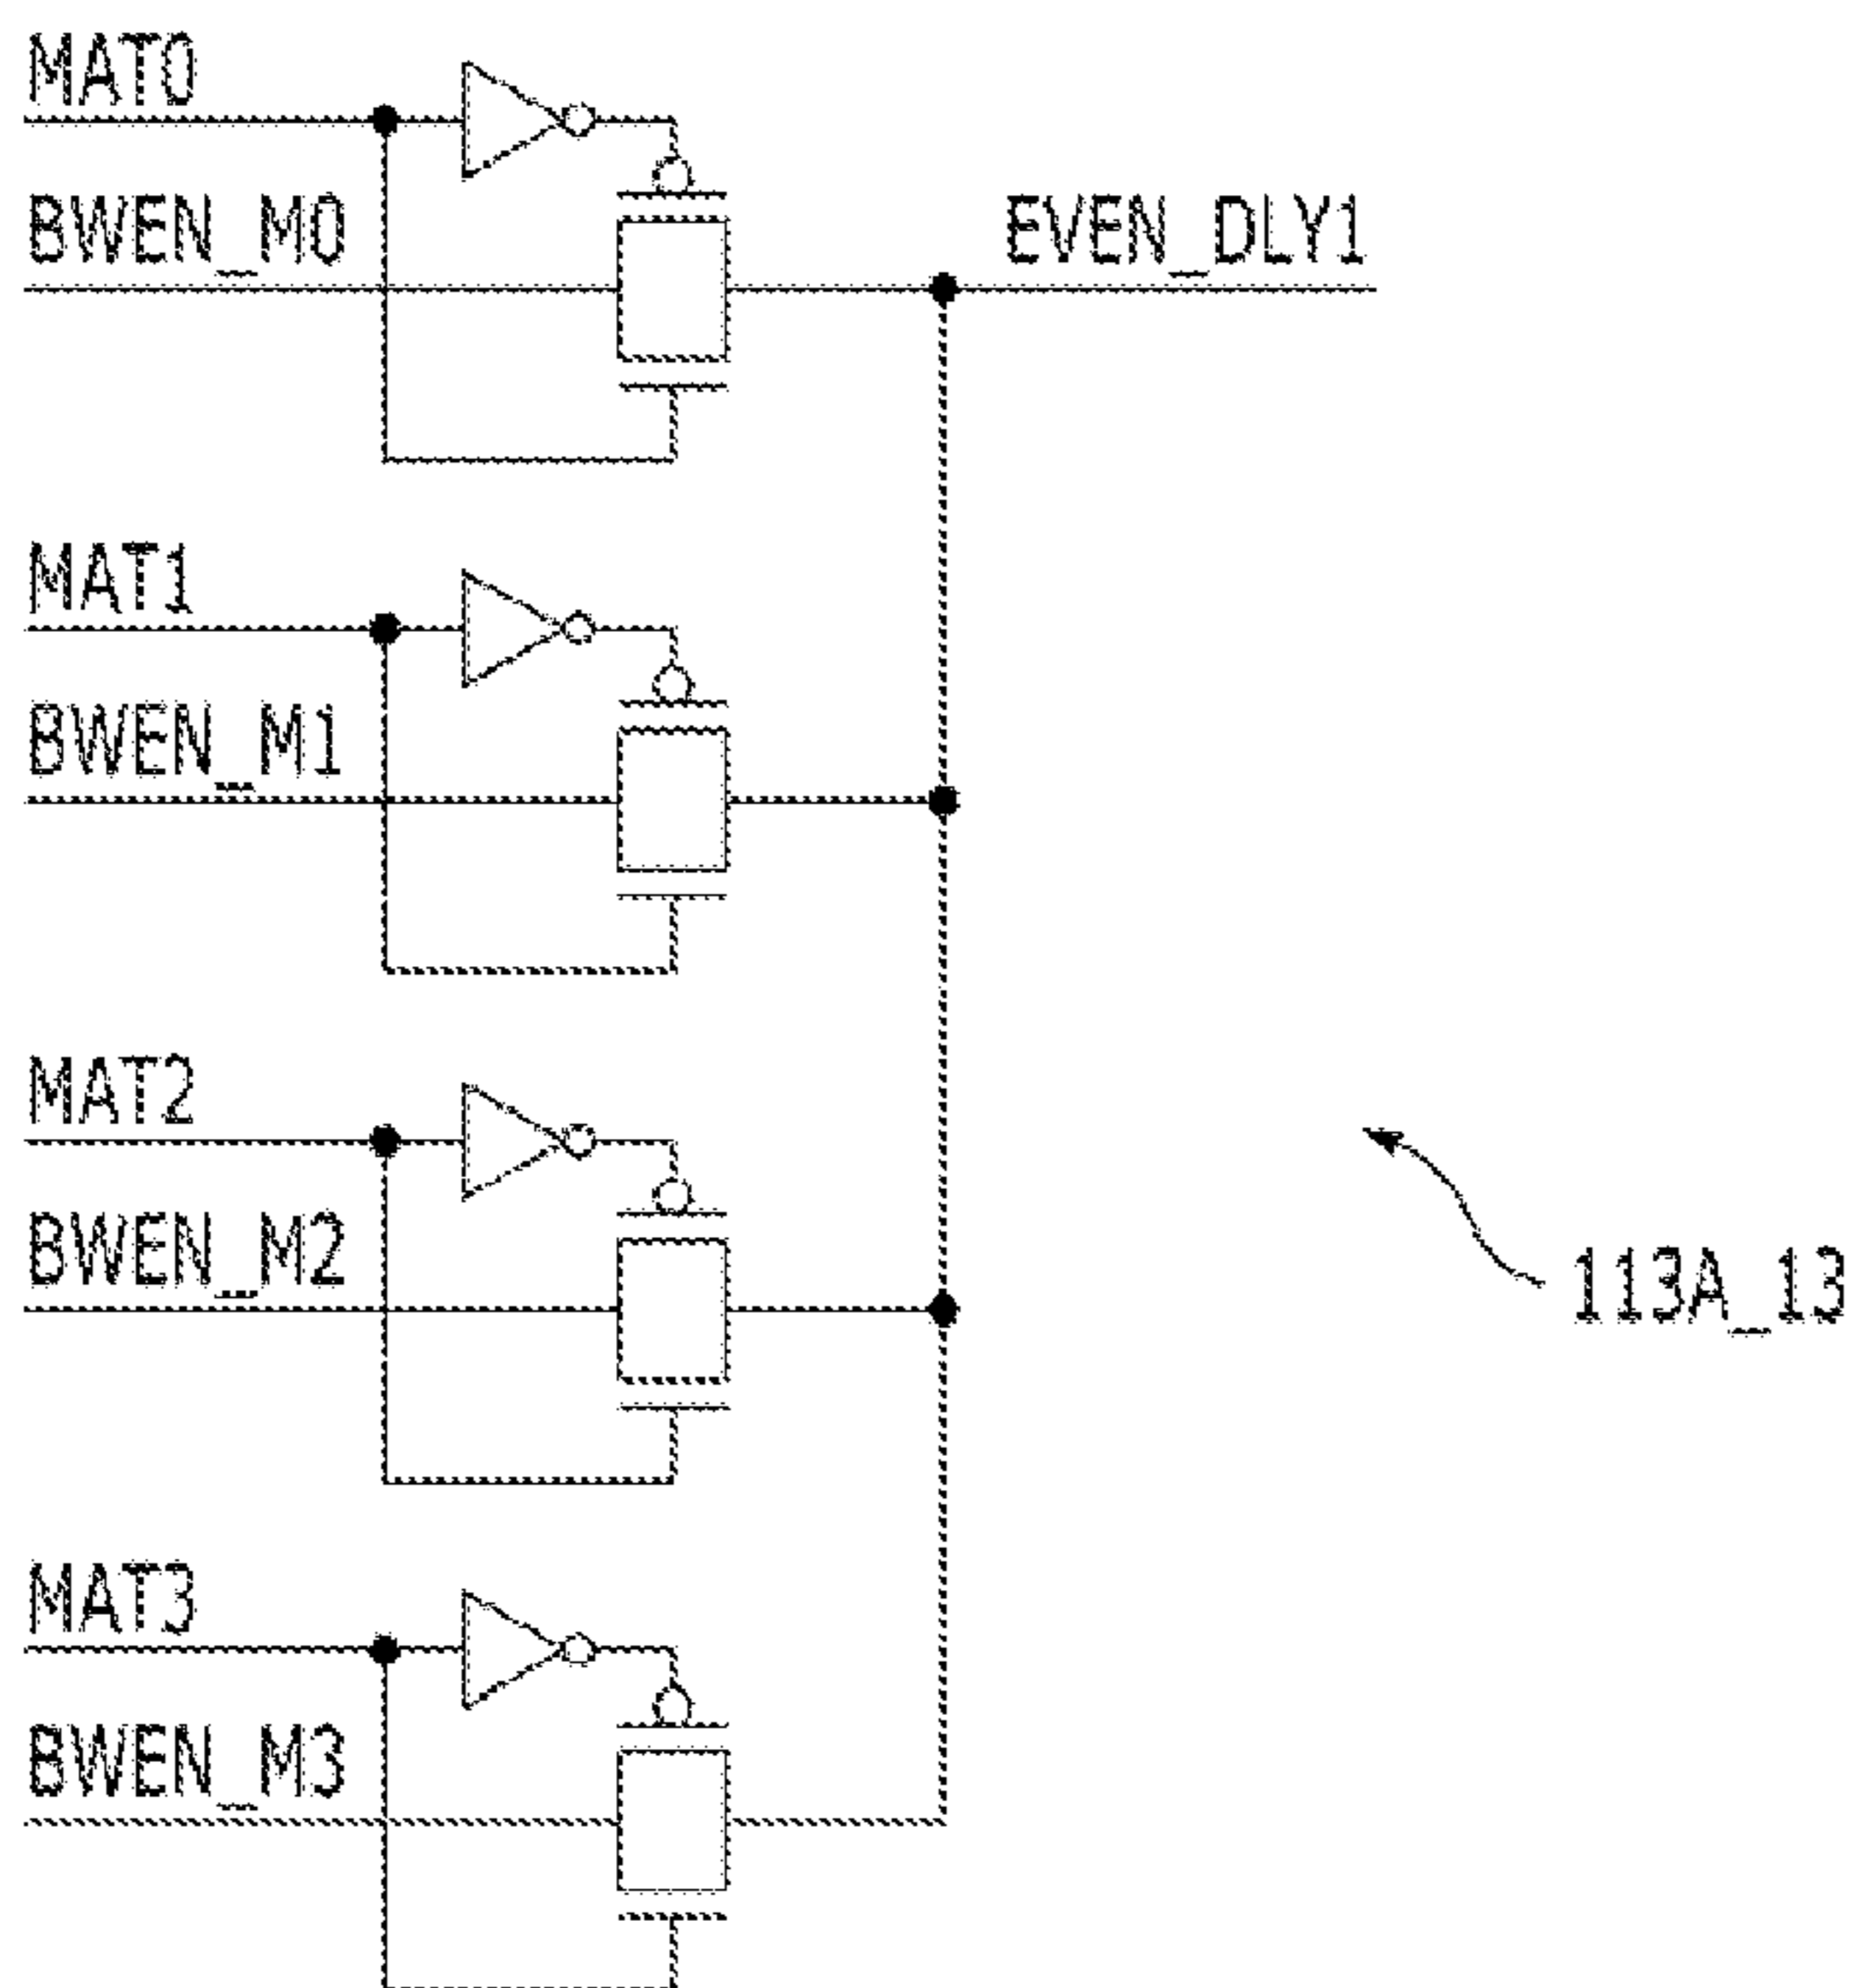 MAT0
BWEN_M0
EVEN_DLY1
MAT1
BWEN_M1
MAT2
BWEN_M2
113A_13
MAT3
BWEN_M3